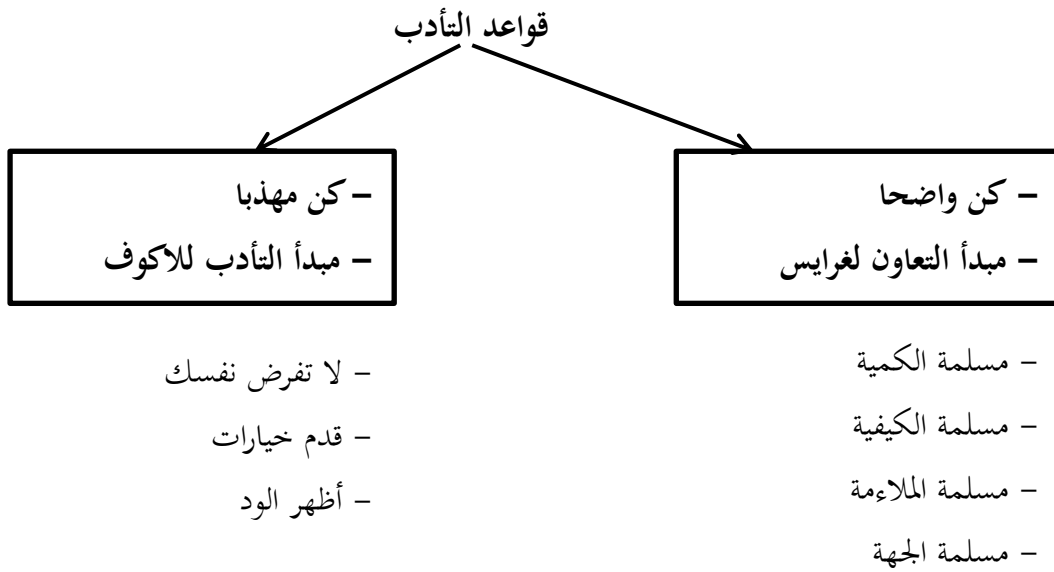 قواعد التأدب
– كن واضحا
– مبدأ التعاون لغرايس
– مسلمة الكمية
– مسلمة الكيفية
– مسلمة الملاءمة
– مسلمة الجهة
– كن مهذبا
– مبدأ التأدب للاكوف
– لا تفرض نفسك
– قدم خيارات
– أظهر الود